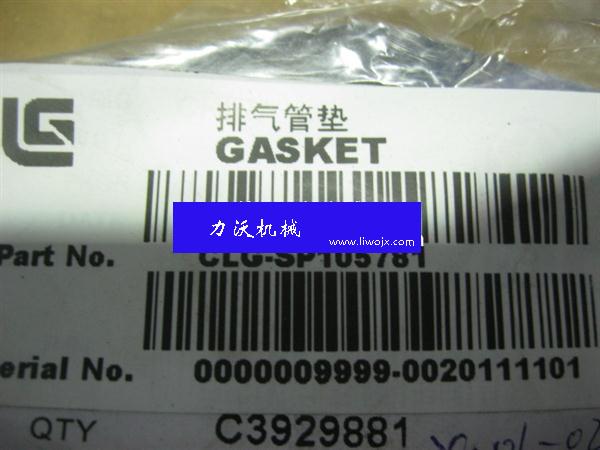 排气管垫
GASKET
力沃机械
www.liwojx.com
Part No.
CLG-SP105781
erial No.
0000009999-0020111101
QTY
C3929881